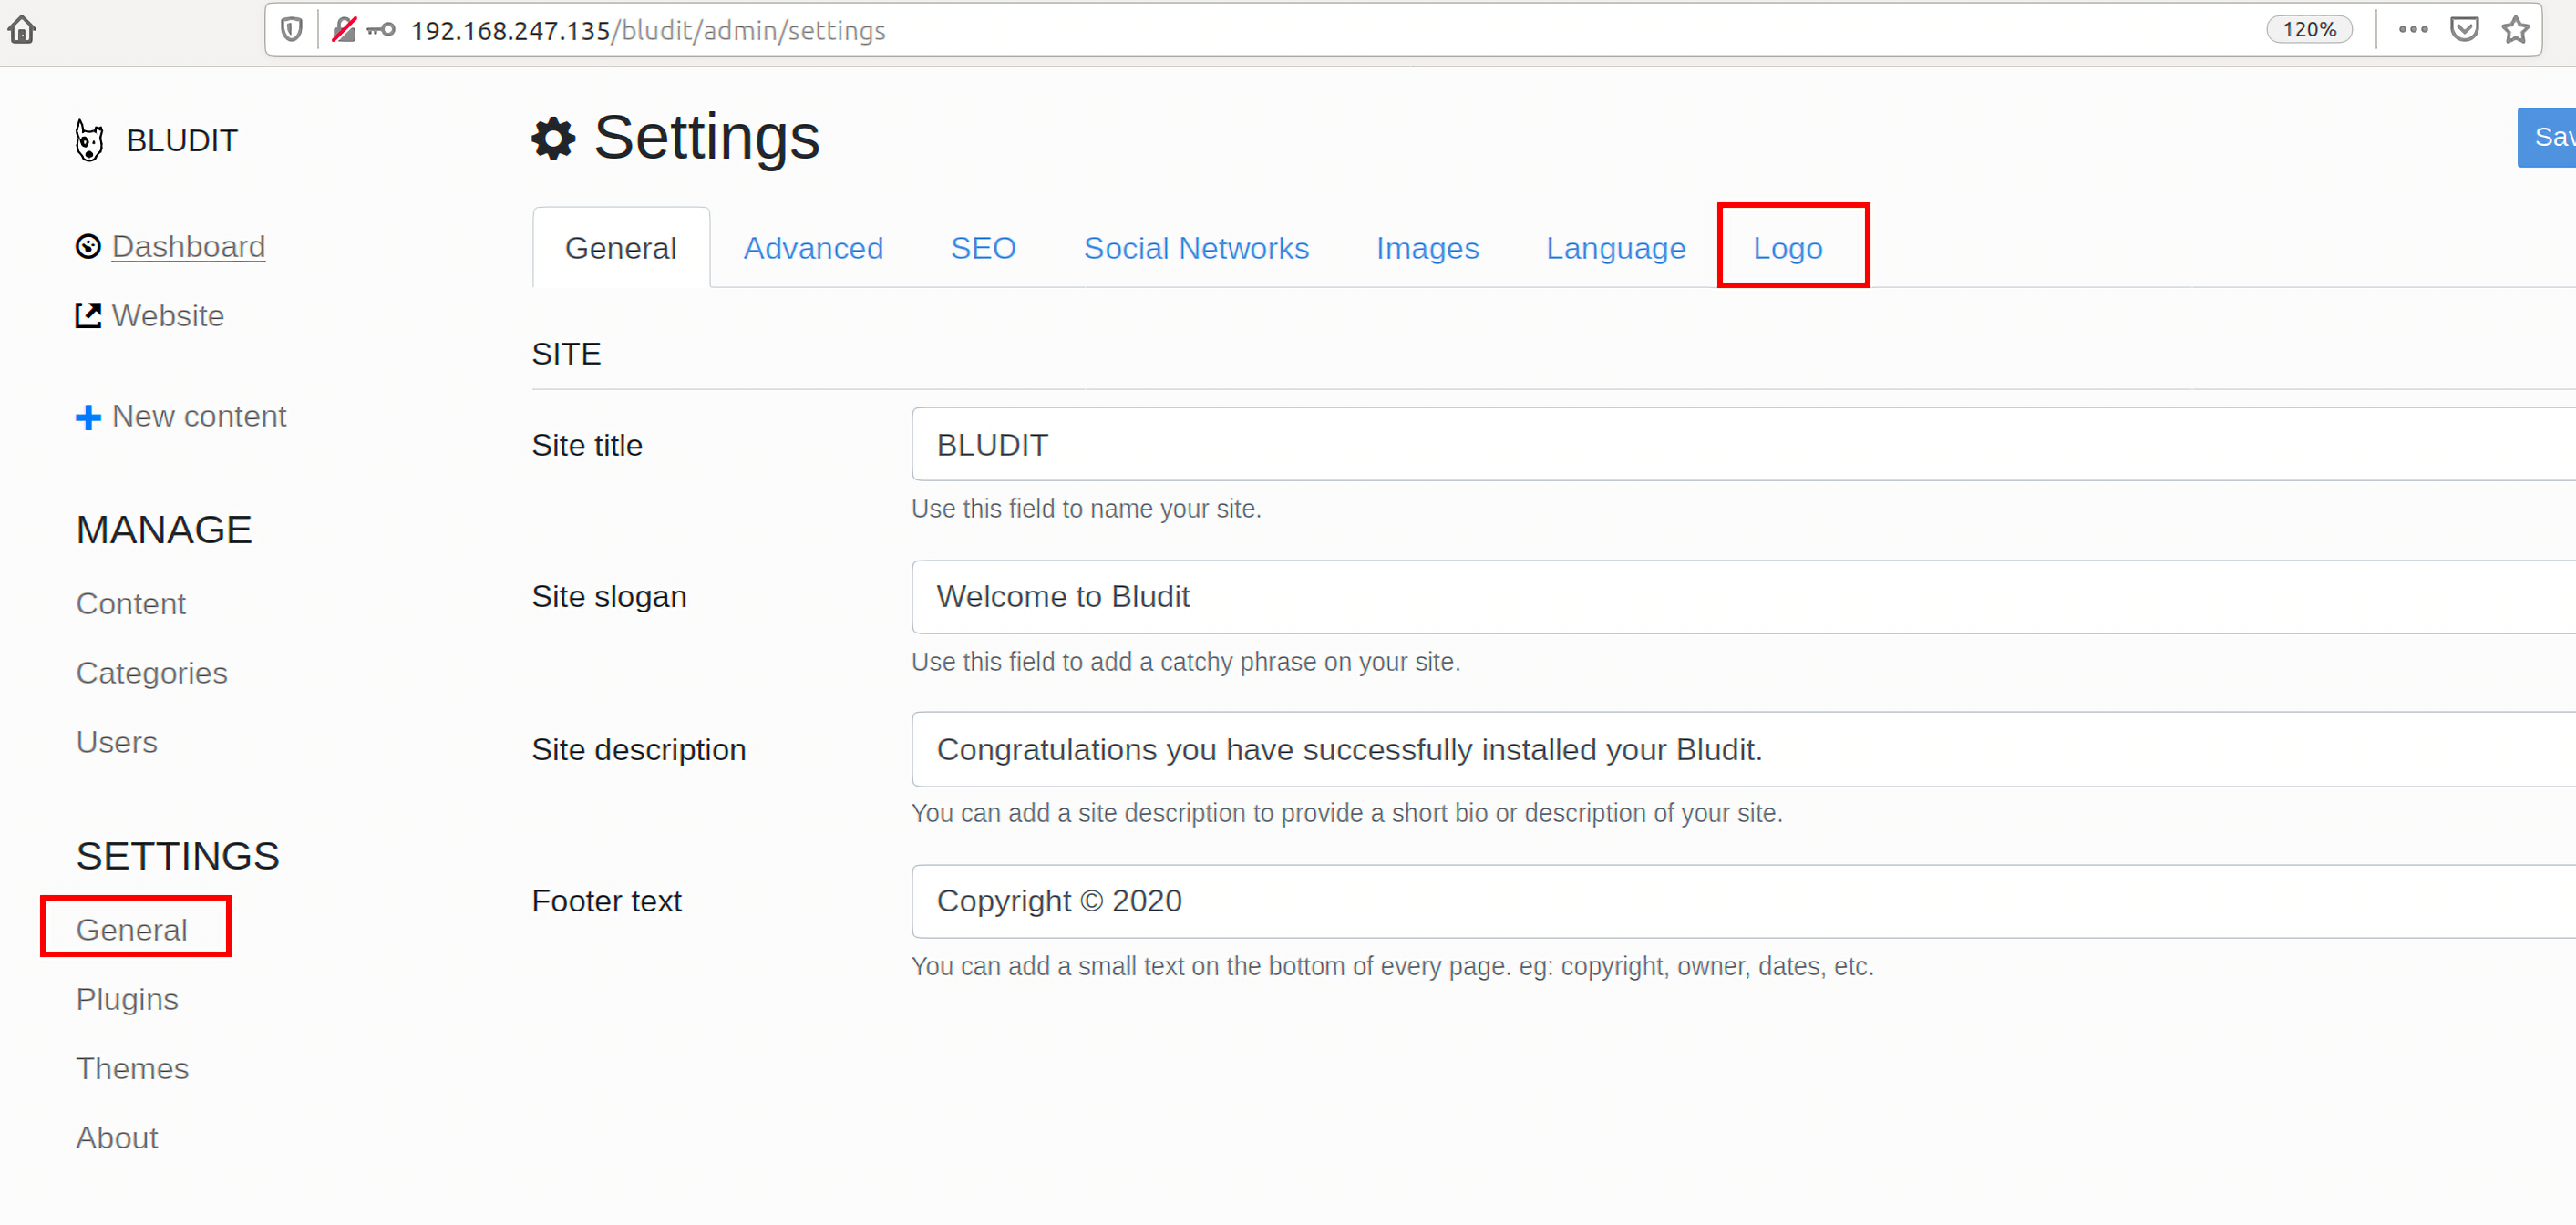 192.168.247.135/bludit/admin/settings
120%
BLUDIT
Settings
Sav
Dashboard
Website
New content
MANAGE
Content
Categories
Users
SETTINGS
General
Plugins
Themes
About
General Advanced SEO Social Networks Images Language Logo
SITE
Site title
BLUDIT
Use this field to name your site.
Site slogan
Welcome to Bludit
Use this field to add a catchy phrase on your site.
Site description
Congratulations you have successfully installed your Bludit.
You can add a site description to provide a short bio or description of your site.
Footer text
Copyright © 2020
You can add a small text on the bottom of every page. eg: copyright, owner, dates, etc.